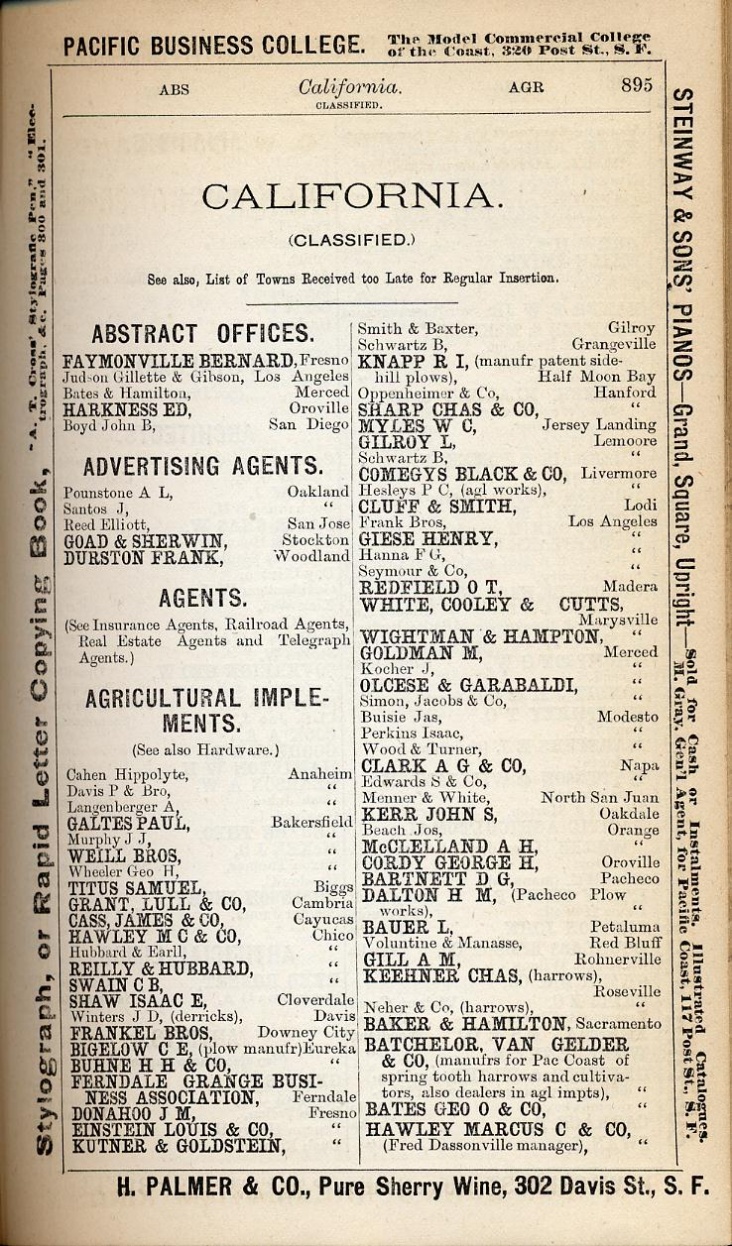 PACIFIC BUSINESS COLLEGE. The Model Commercial College
of the Coast, 320 Post St., S. F.
ABS California. AGR 895
CLASSIFIED.
CALIFORNIA.
(CLASSIFIED.)
See also, List of Towns Received too Late for Regular Insertion.
ABSTRACT OFFICES.
FAYMONVILLE BERNARD, Fresno
Judson Gillette & Gibson, Los Angeles
Bates & Hamilton, Merced
HARKNESS ED, Oroville
Boyd John B, San Diego
ADVERTISING AGENTS.
Pounstone A L, Oakland
Santos J, “
Reed Elliott, San Jose
GOAD & SHERWIN, Stockton
DURSTON FRANK, Woodland
AGENTS.
(See Insurance Agents, Railroad Agents,
Real Estate Agents and Telegraph
Agents.)
AGRICULTURAL IMPLE-
MENTS.
(See also Hardware.)
Cahen Hippolyte, Anaheim
Davis P & Bro, “
Langenberger A, “
GALTES PAUL, Bakersfield
Murphy J J, “
WEILL BROS, “
Wheeler Geo H, “
TITUS SAMUEL, Biggs
GRANT, LULL & CO, Cambria
CASS, JAMES & CO, Cayucas
HAWLEY M C & CO, Chico
Hubbard & Earll, “
REILLY & HUBBARD, “
SWAIN C B, “
SHAW ISAAC E, Cloverdale
Winters J D, (derricks), Davis
FRANKEL BROS, Downey City
BIGELOW C E, (plow manufr) Eureka
BUHNE H H & CO, “
FERNDALE GRANGE BUSI-
NESS ASSOCIATION, Ferndale
DONAHOO J M, Fresno
EINSTEIN LOUIS & CO, “
KUTNER & GOLDSTEIN, “
Smith & Baxter, Gilroy
Schwartz B, Grangeville
KNAPP R I, (manufr patent side-
hill plows), Half Moon Bay
Oppenheimer & Co, Hanford
SHARP CHAS & CO, “
MYLES W C, Jersey Landing
GILROY L, Lemoore
Schwartz B, “
COMEGYS BLACK & CO, Livermore
Hesleys P C, (agl works), “
CLUFF & SMITH, Lodi
Frank Bros, Los Angeles
GIESE HENRY, “
Hanna F G, “
Seymour & Co, “
REDFIELD O T, Madera
WHITE, COOLEY & CUTTS,
Marysville
WIGHTMAN & HAMPTON, “
GOLDMAN M, Merced
Kocher J, “
OLCESE & GARABALDI, “
Simon, Jacobs & Co, “
Buisie Jas, Modesto
Perkins Isaac, “
Wood & Turner, “
CLARK A G & CO, Napa
Edwards S & Co, “
Menner & White, North San Juan
KERR JOHN S, Oakdale
Beach Jos, Orange
McCLELLAND A H, “
CORDY GEORGE H, Oroville
BARTNETT D G, Pacheco
DALTON H M, (Pacheco Plow
works), “
BAUER L, Petaluma
Voluntine & Manasse, Red Bluff
GILL A M, Rohnerville
KEEHNER CHAS, (harrows),
Roseville
Neher & Co, (harrows), “
BAKER & HAMILTON, Sacramento
BATCHELOR, VAN GELDER
& CO, (manufrs for Pac Coast of
spring tooth harrows and cultiva-
tors, also dealers in agl impts), “
BATES GEO O & CO, “
HAWLEY MARCUS C & CO,
(Fred Dassonville manager), “
Stylograph, or Rapid Letter Copying Book, "A. T. Cross' Stylografic Pen," "Elec-
trograph, &c. Pages 300 and 301.
STEINWAY & SONS' PIANOS—Grand, Square, Upright—Sold for Cash or Instalments. Illustrated Catalogues.
M. Gray, Gen'l Agent, for Pacific Coast, 117 Post St., S. F.
H. PALMER & CO., Pure Sherry Wine, 302 Davis St., S. F.